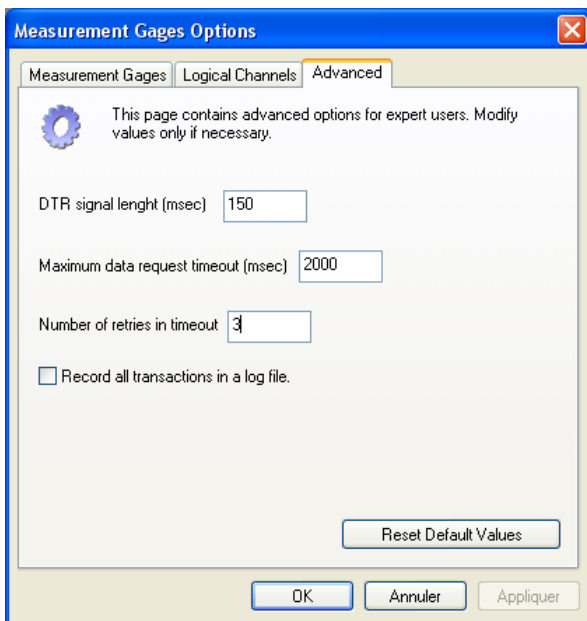 Measurement Gages Options
Measurement Gages Logical Channels Advanced
This page contains advanced options for expert users. Modify
values only if necessary.
DTR signal lenght (msec) 150
Maximum data request timeout (msec) 2000
Number of retries in timeout 3
Record all transactions in a log file.
Reset Default Values
OK Annuler Appliquer